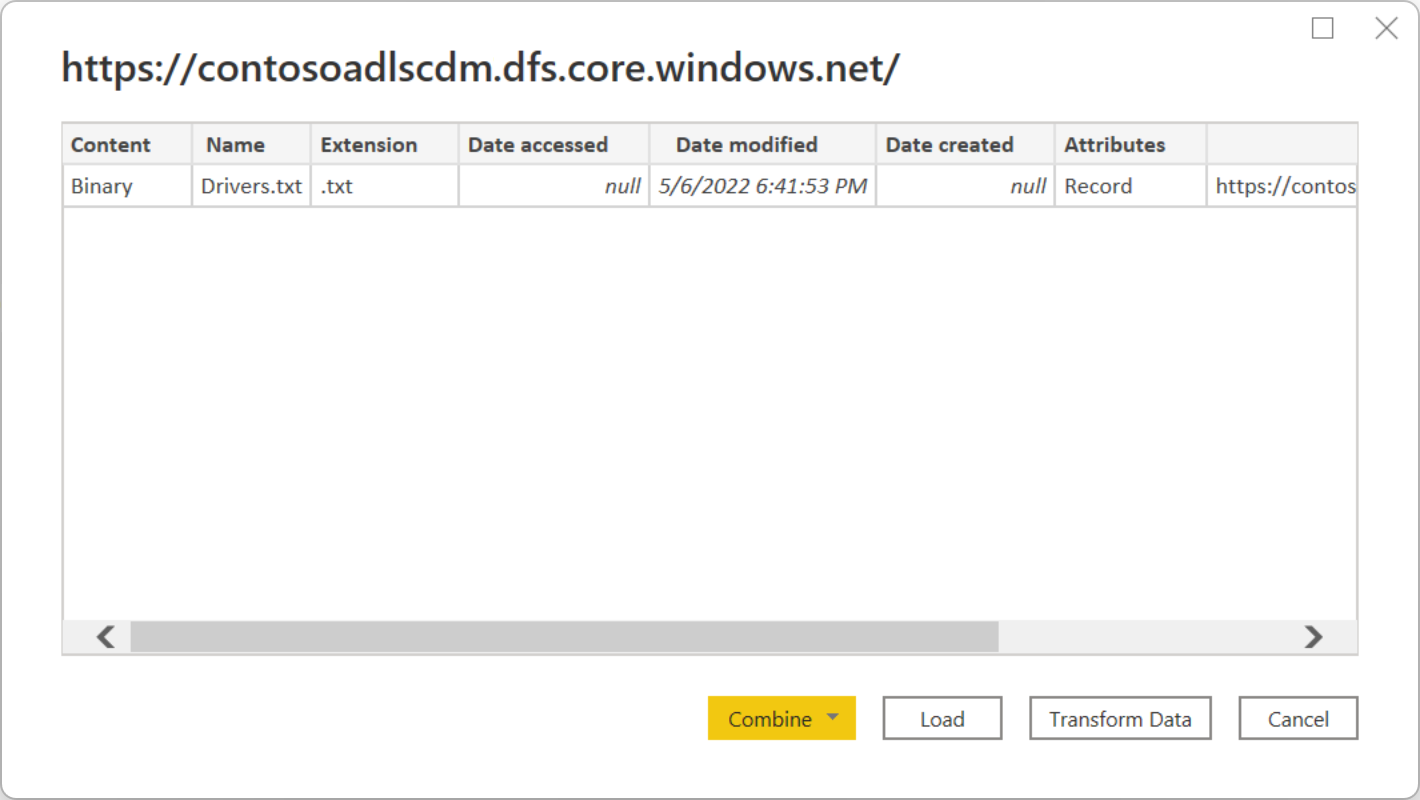 https://contosoadlscdm.dfs.core.windows.net/
Content Name Extension Date accessed Date modified Date created Attributes
Binary Drivers.txt .txt null 5/6/2022 6:41:53 PM null Record https://contos
Combine Load Transform Data Cancel